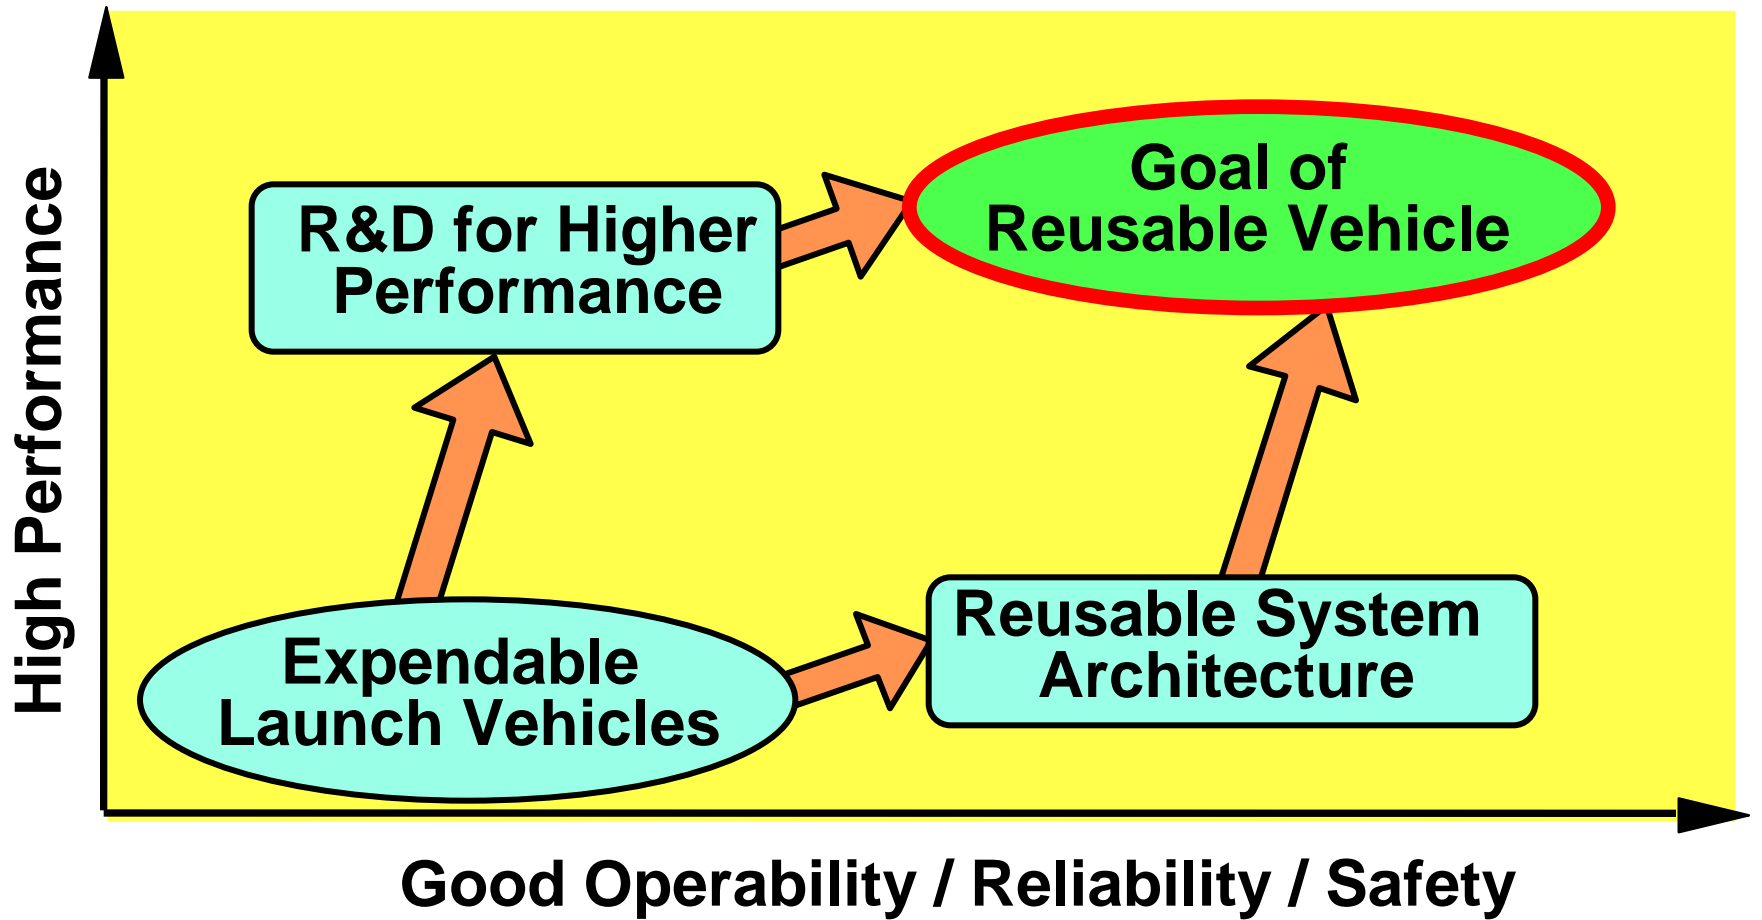 High Performance
R&D for Higher
Performance
Goal of
Reusable Vehicle
Expendable
Launch Vehicles
Reusable System
Architecture
Good Operability / Reliability / Safety